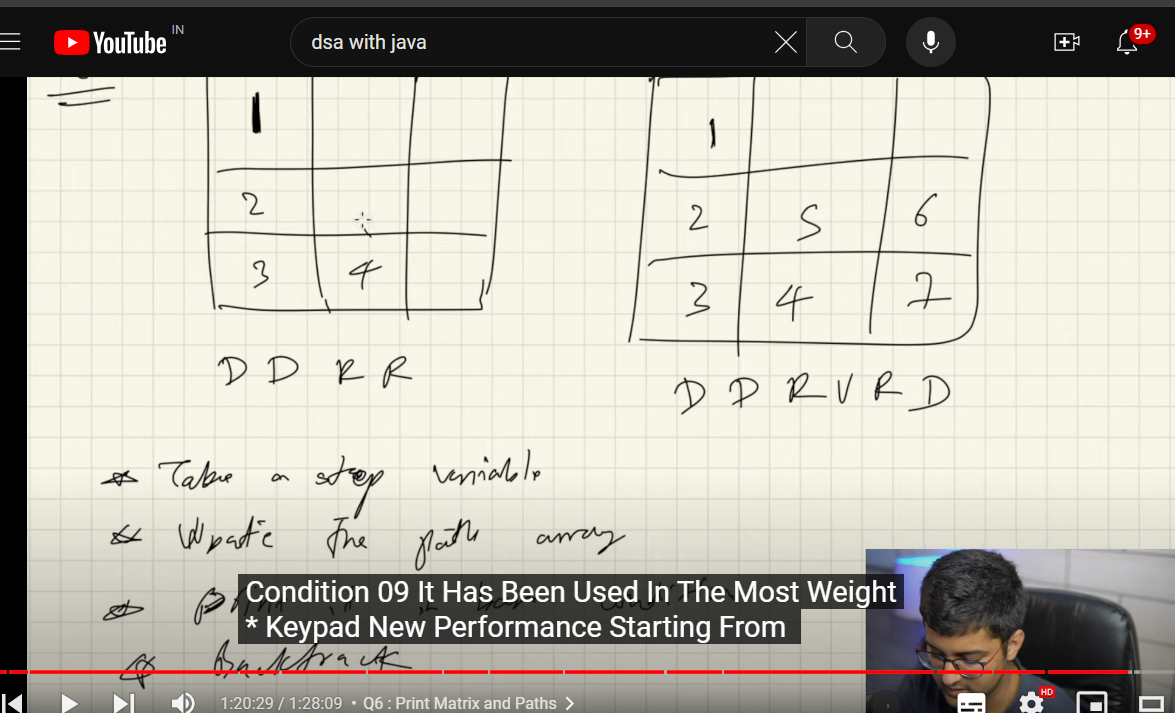 YouTube IN
dsa with java
9+
1
2
3 4
D D R R
1
2 5 6
3 4 7
D D R U R D
* Take a step variable
* Update the path array
Condition 09 It Has Been Used In The Most Weight
* Keypad New Performance Starting From
* Backtrack
1:20:29 / 1:28:09 • Q6 : Print Matrix and Paths
HD